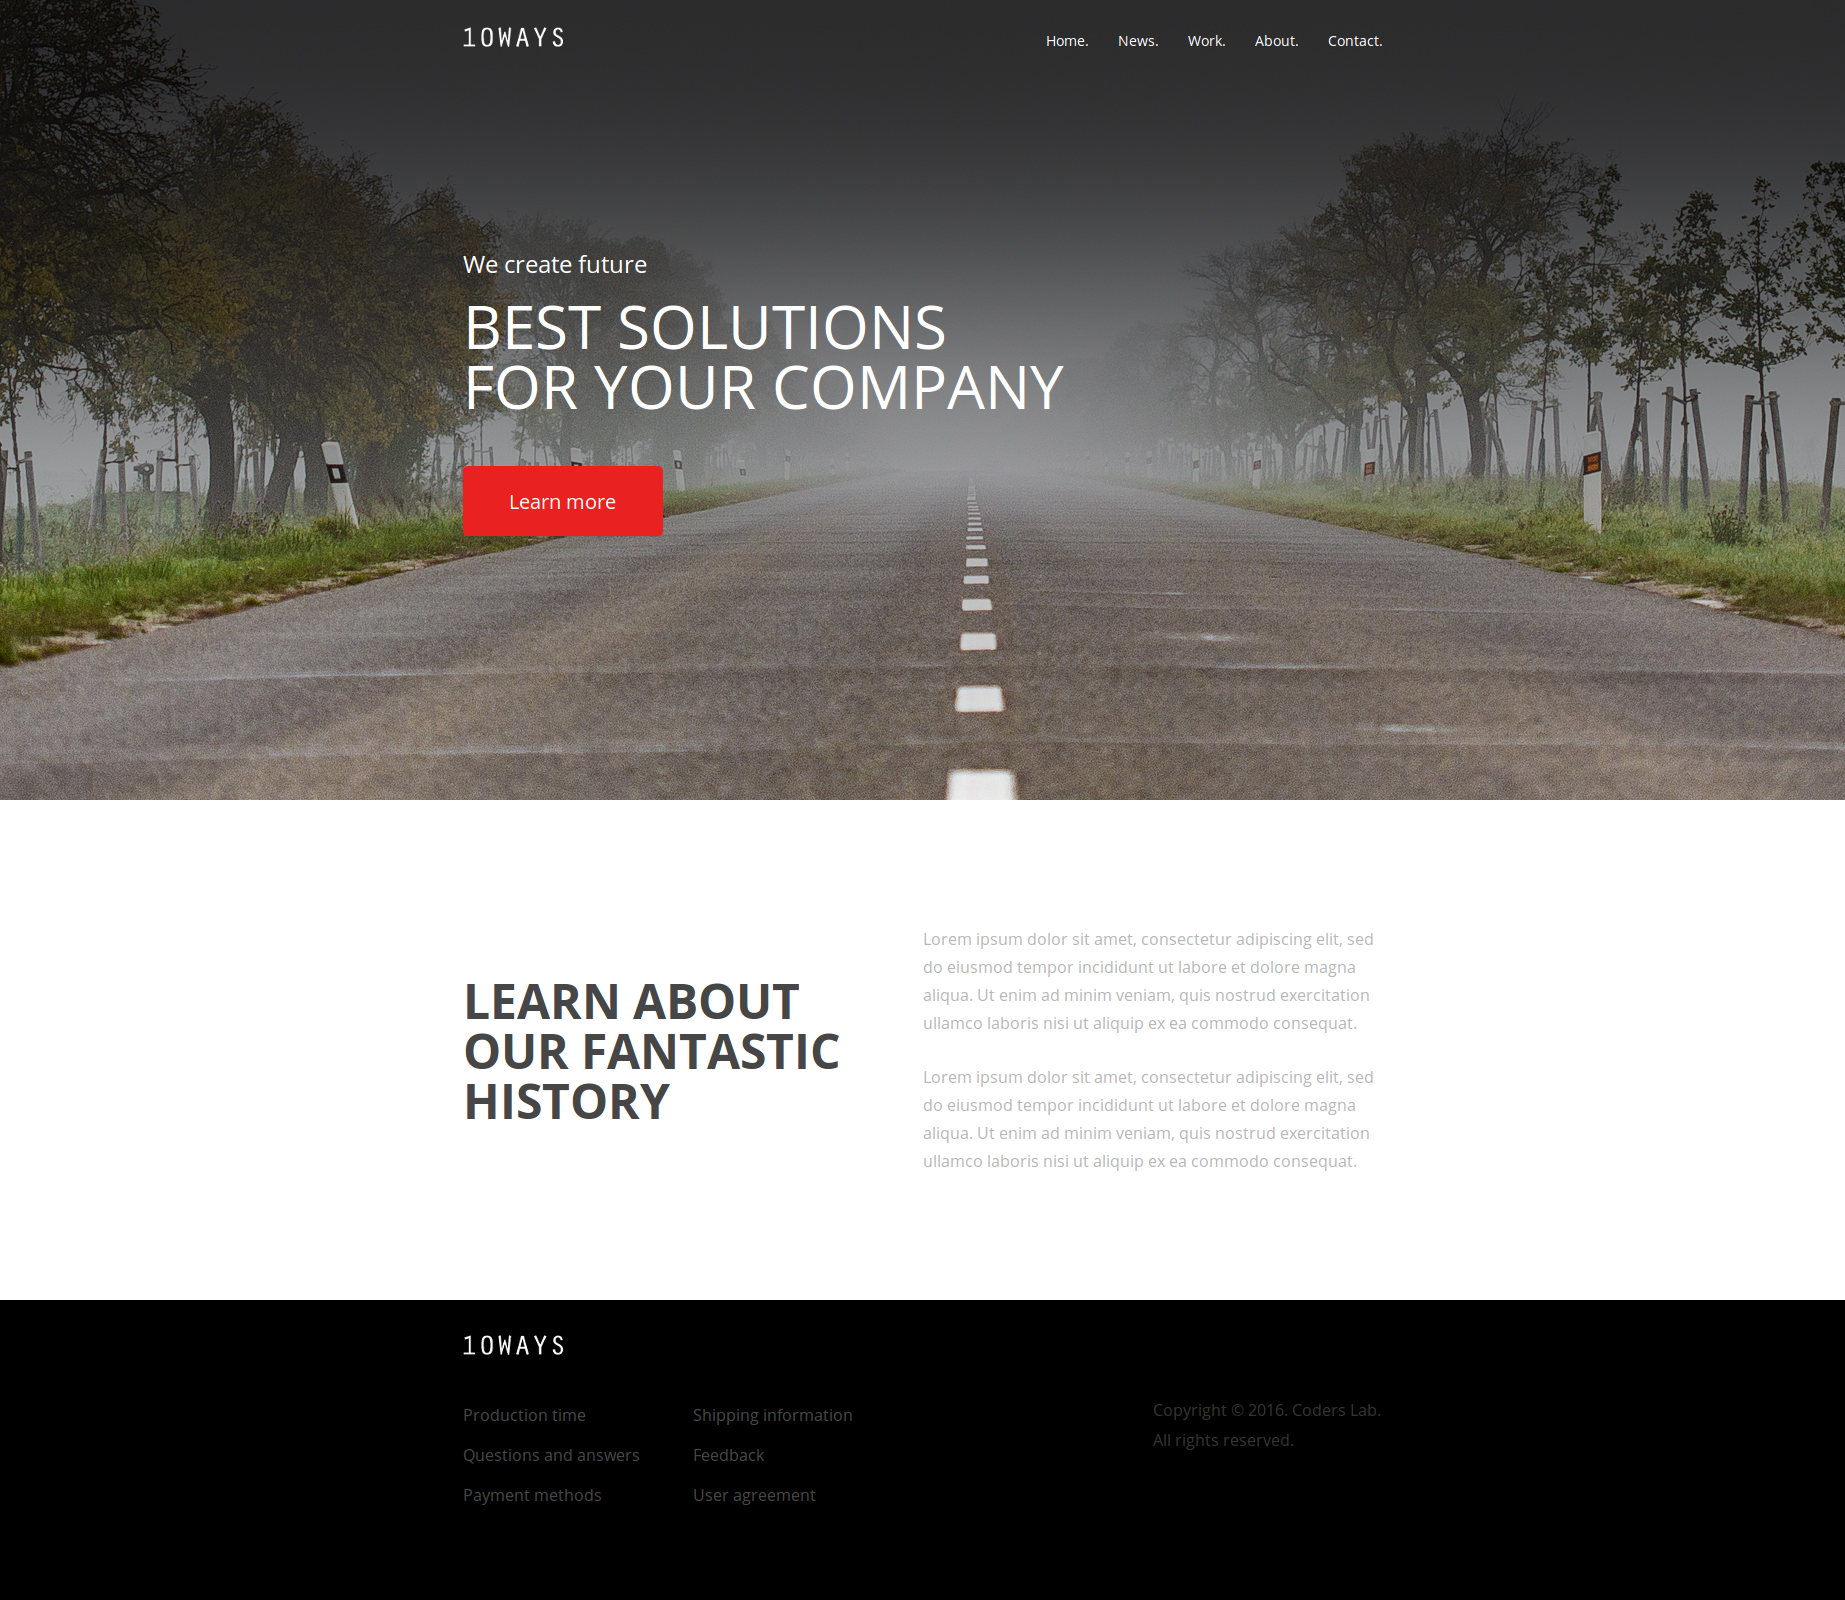 10WAYS
Home. News. Work. About. Contact.
We create future
BEST SOLUTIONS
FOR YOUR COMPANY
Learn more
LEARN ABOUT
OUR FANTASTIC
HISTORY
Lorem ipsum dolor sit amet, consectetur adipiscing elit, sed
do eiusmod tempor incididunt ut labore et dolore magna
aliqua. Ut enim ad minim veniam, quis nostrud exercitation
ullamco laboris nisi ut aliquip ex ea commodo consequat.
Lorem ipsum dolor sit amet, consectetur adipiscing elit, sed
do eiusmod tempor incididunt ut labore et dolore magna
aliqua. Ut enim ad minim veniam, quis nostrud exercitation
ullamco laboris nisi ut aliquip ex ea commodo consequat.
10WAYS
Production time
Questions and answers
Payment methods
Shipping information
Feedback
User agreement
Copyright © 2016. Coders Lab.
All rights reserved.